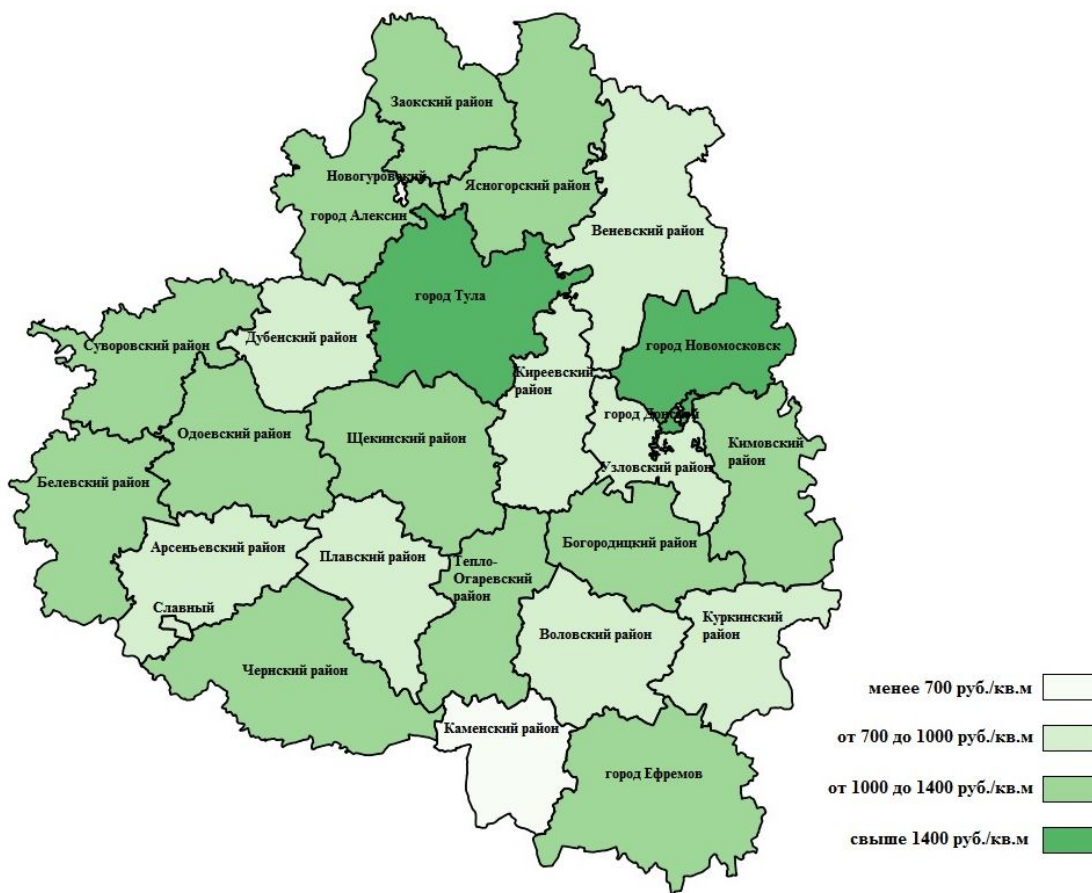 Заокский район
Новогуровский
Ясногорский район
город Алексин
Веневский район
город Тула
Суворовский район
Дубенский район
город Новомосковск
Киреевский
район
город Донской
Одоевский район
Щекинский район
Кимовский
район
Узловский район
Белевский район
Арсеньевский район
Плавский район
Богородицкий район
Тепло-
Огаревский
район
Славный
Воловский район
Куркинский
район
Чернский район
Каменский район
город Ефремов
менее 700 руб./кв.м
от 700 до 1000 руб./кв.м
от 1000 до 1400 руб./кв.м
свыше 1400 руб./кв.м